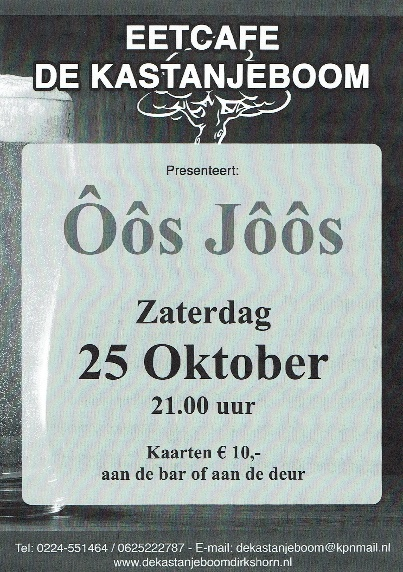 EETCAFE
DE KASTANJEBOOM
Presenteert:
Ôôs Jôôs
Zaterdag
25 Oktober
21.00 uur
Kaarten € 10,-
aan de bar of aan de deur
Tel: 0224-551464 / 0625222787 - E-mail: dekastanjeboom@kpnmail.nl
www.dekastanjeboomdirkshorn.nl